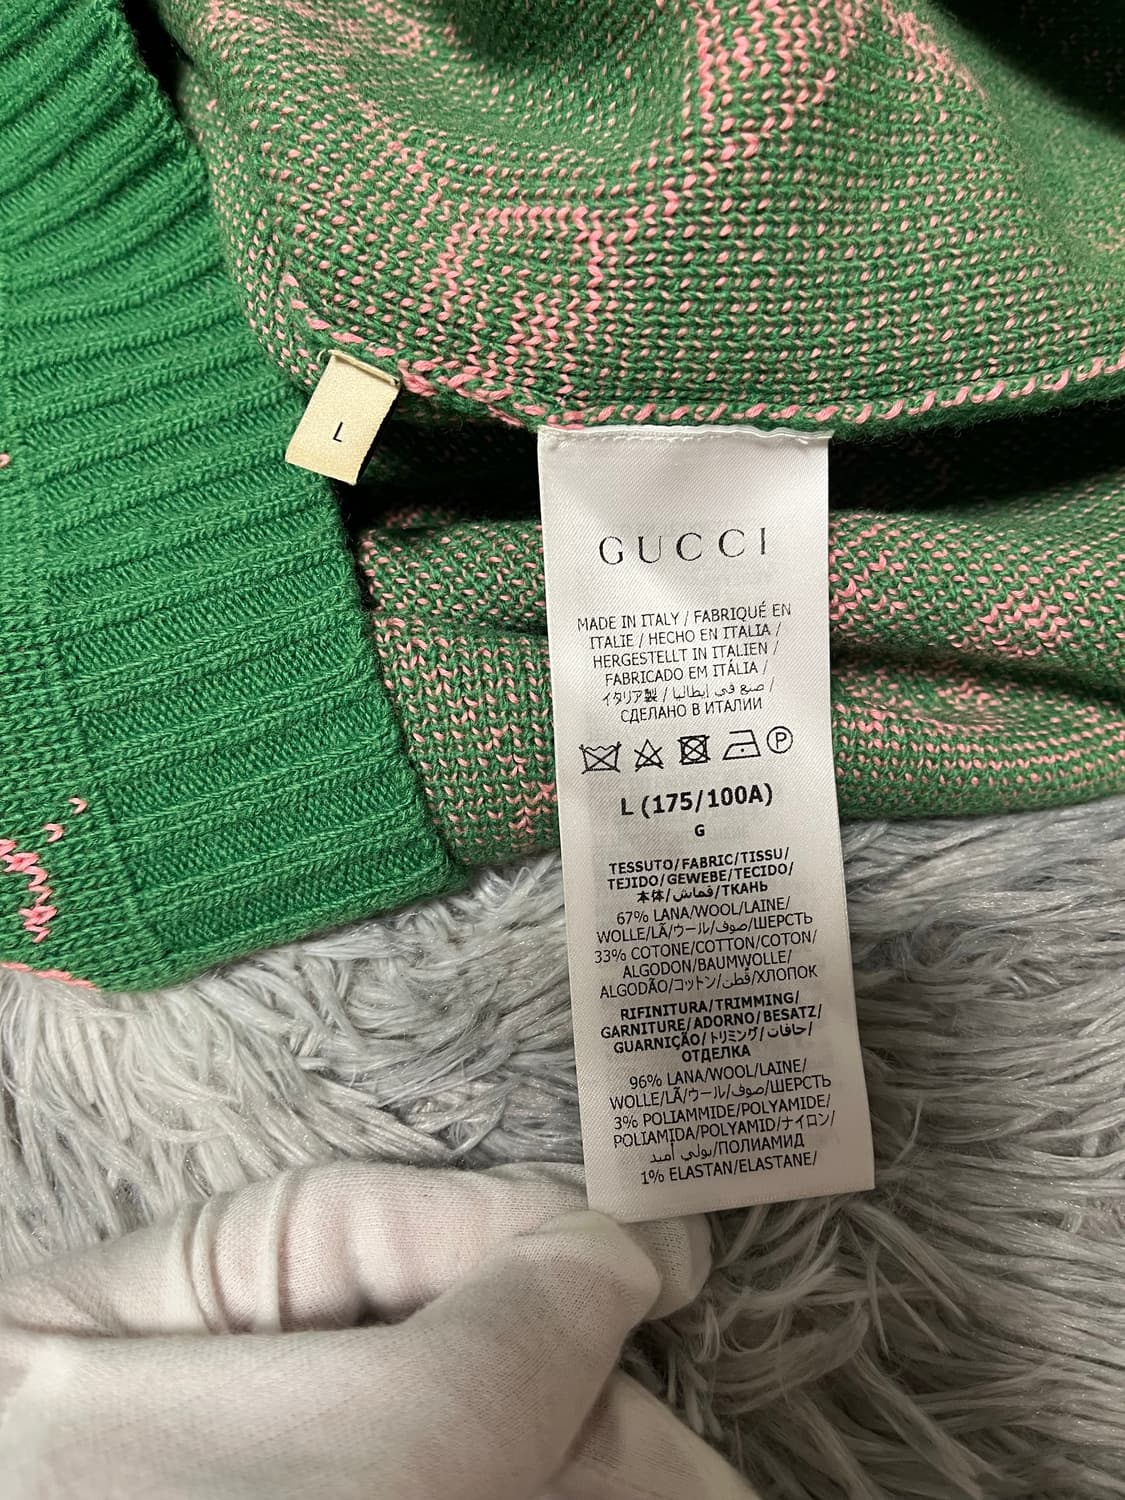 L
GUCCI
MADE IN ITALY / FABRIQUÉ EN
ITALIE / HECHO EN ITALIA /
HERGESTELLT IN ITALIEN /
FABRICADO EM ITÁLIA /
イタリア製 / صنع في إيطاليا /
СДЕЛАНО В ИТАЛИИ
P
L (175/100A)
G
TESSUTO/FABRIC/TISSU/
TEJIDO/GEWEBE/TECIDO/
本体/قماش/ТКАНЬ
67% LANA/WOOL/LAINE/
WOLLE/LÃ/ウール/صوف/ШЕРСТЬ
33% COTONE/COTTON/COTON/
ALGODON/BAUMWOLLE/
ALGODÃO/コットン/قطن/ХЛОПОК
RIFINITURA/TRIMMING/
GARNITURE/ADORNO/BESATZ/
GUARNIÇÃO/トリミング/حافات/
ОТДЕЛКА
96% LANA/WOOL/LAINE/
WOLLE/LÃ/ウール/صوف/ШЕРСТЬ
3% POLIAMMIDE/POLYAMIDE/
POLIAMIDA/POLYAMID/ナイロン/
بولي أميد/ПОЛИАМИД
1% ELASTAN/ELASTANE/